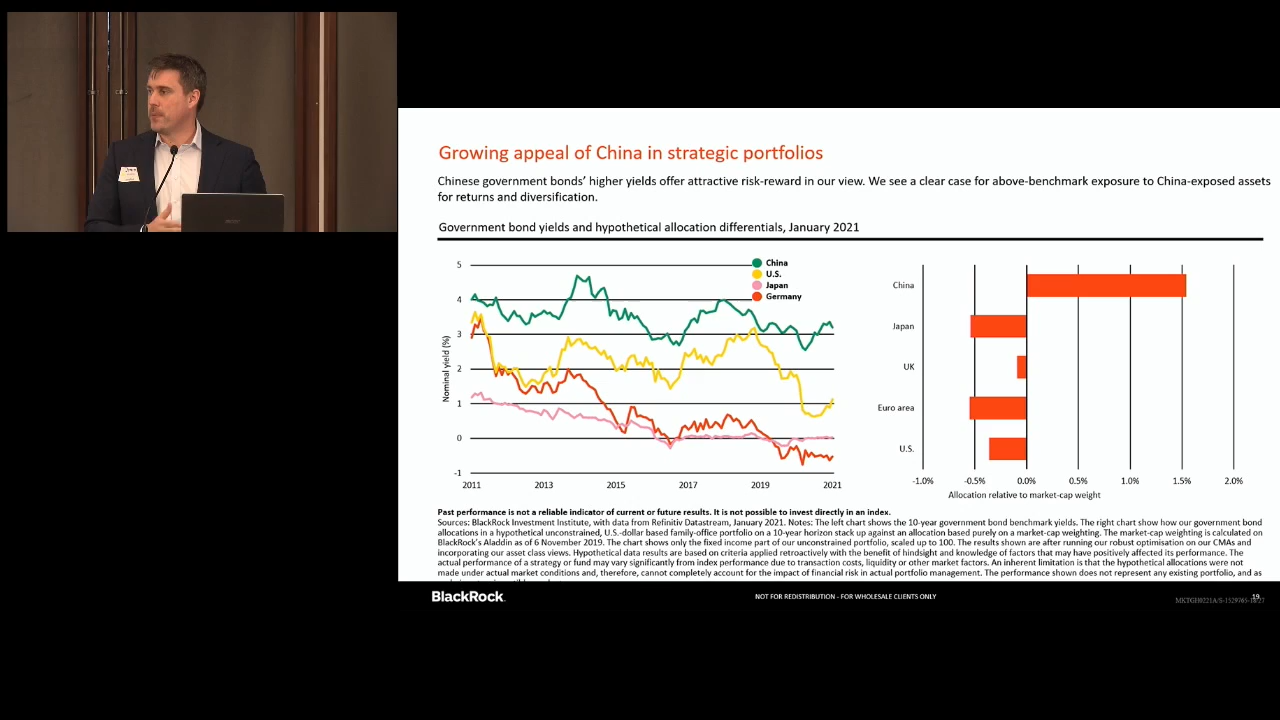 Growing appeal of China in strategic portfolios
Chinese government bonds' higher yields offer attractive risk-reward in our view. We see a clear case for above-benchmark exposure to China-exposed assets
for returns and diversification.
Government bond yields and hypothetical allocation differentials, January 2021
China
U.S.
Japan
Germany
Nominal yield (%)
5
4
3
2
1
0
-1
2011 2013 2015 2017 2019 2021
China
Japan
UK
Euro area
U.S.
-1.0% -0.5% 0.0% 0.5% 1.0% 1.5% 2.0%
Allocation relative to market-cap weight
Past performance is not a reliable indicator of current or future results. It is not possible to invest directly in an index.
Sources: BlackRock Investment Institute, with data from Refinitiv Datastream, January 2021. Notes: The left chart shows the 10-year government bond benchmark yields. The right chart show how our government bond
allocations in a hypothetical unconstrained, U.S.-dollar based family-office portfolio on a 10-year horizon stack up against an allocation based purely on a market-cap weighting. The market-cap weighting is calculated on
BlackRock's Aladdin as of 6 November 2019. The chart shows only the fixed income part of our unconstrained portfolio, scaled up to 100. The results shown are after running our robust optimisation on our CMAs and
incorporating our asset class views. Hypothetical data results are based on criteria applied retroactively with the benefit of hindsight and knowledge of factors that may have positively affected its performance. The
actual performance of a strategy or fund may vary significantly from index performance due to transaction costs, liquidity or other market factors. An inherent limitation is that the hypothetical allocations were not
made under actual market conditions and, therefore, cannot completely account for the impact of financial risk in actual portfolio management. The performance shown does not represent any existing portfolio, and as
BlackRock.
NOT FOR REDISTRIBUTION - FOR WHOLESALE CLIENTS ONLY
19